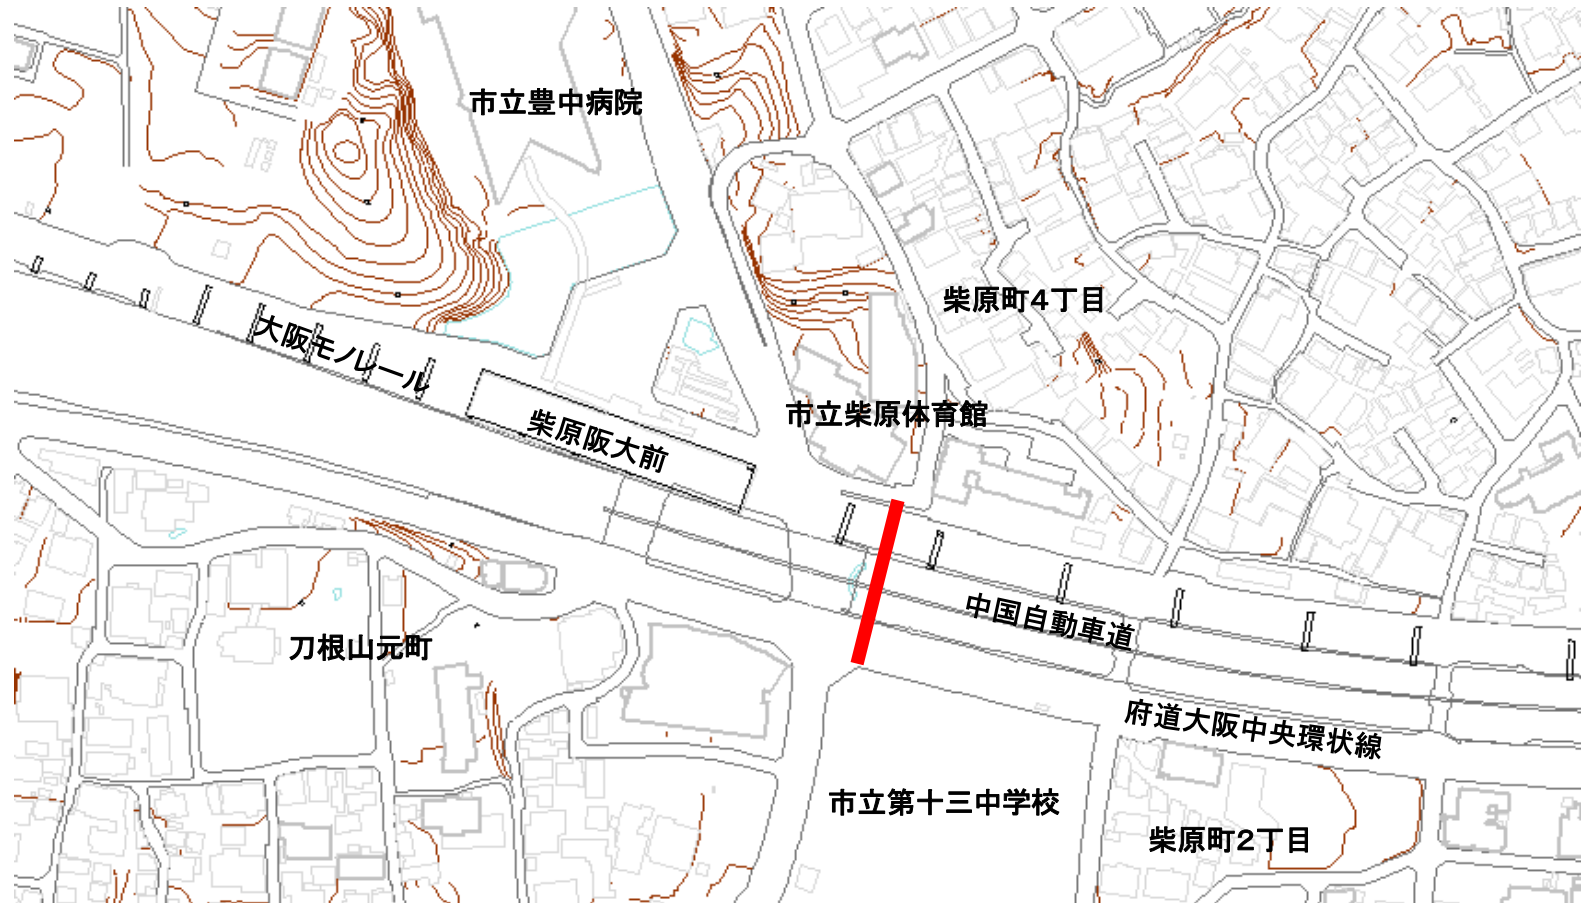 市立豊中病院
柴原町4丁目
大阪モノレール
柴原阪大前
市立柴原体育館
中国自動車道
刀根山元町
府道大阪中央環状線
市立第十三中学校
柴原町2丁目